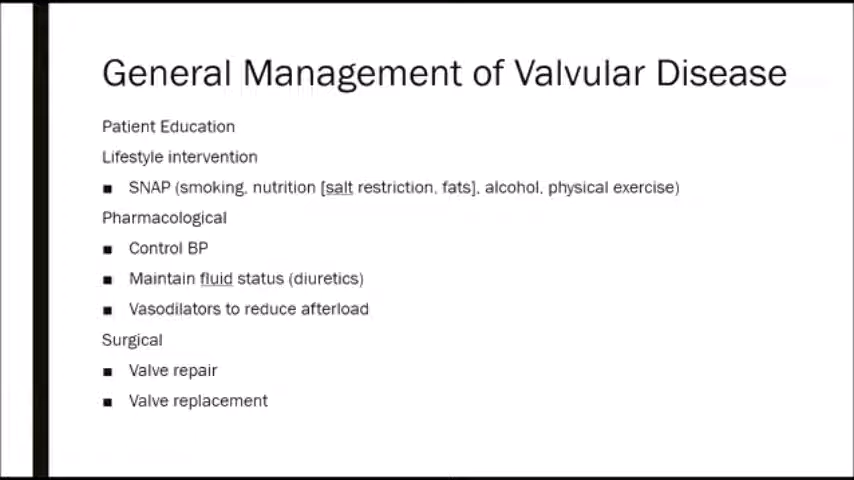 General Management of Valvular Disease
Patient Education
Lifestyle intervention
■ SNAP (smoking, nutrition [salt restriction, fats], alcohol, physical exercise)
Pharmacological
■ Control BP
■ Maintain fluid status (diuretics)
■ Vasodilators to reduce afterload
Surgical
■ Valve repair
■ Valve replacement